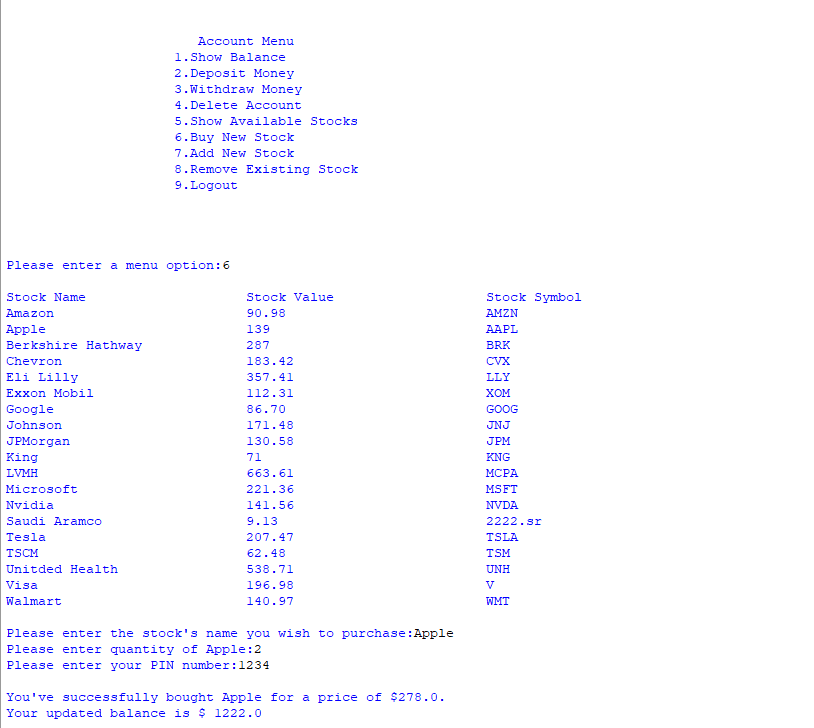 Account Menu
1.Show Balance
2.Deposit Money
3.Withdraw Money
4.Delete Account
5.Show Available Stocks
6.Buy New Stock
7.Add New Stock
8.Remove Existing Stock
9.Logout
Please enter a menu option:6
Stock Name Stock Value Stock Symbol
Amazon 90.98 AMZN
Apple 139 AAPL
Berkshire Hathway 287 BRK
Chevron 183.42 CVX
Eli Lilly 357.41 LLY
Exxon Mobil 112.31 XOM
Google 86.70 GOOG
Johnson 171.48 JNJ
JPMorgan 130.58 JPM
King 71 KNG
LVMH 663.61 MCPA
Microsoft 221.36 MSFT
Nvidia 141.56 NVDA
Saudi Aramco 9.13 2222.sr
Tesla 207.47 TSLA
TSCM 62.48 TSM
Unitded Health 538.71 UNH
Visa 196.98 V
Walmart 140.97 WMT
Please enter the stock's name you wish to purchase:Apple
Please enter quantity of Apple:2
Please enter your PIN number:1234
You've successfully bought Apple for a price of $278.0.
Your updated balance is $ 1222.0